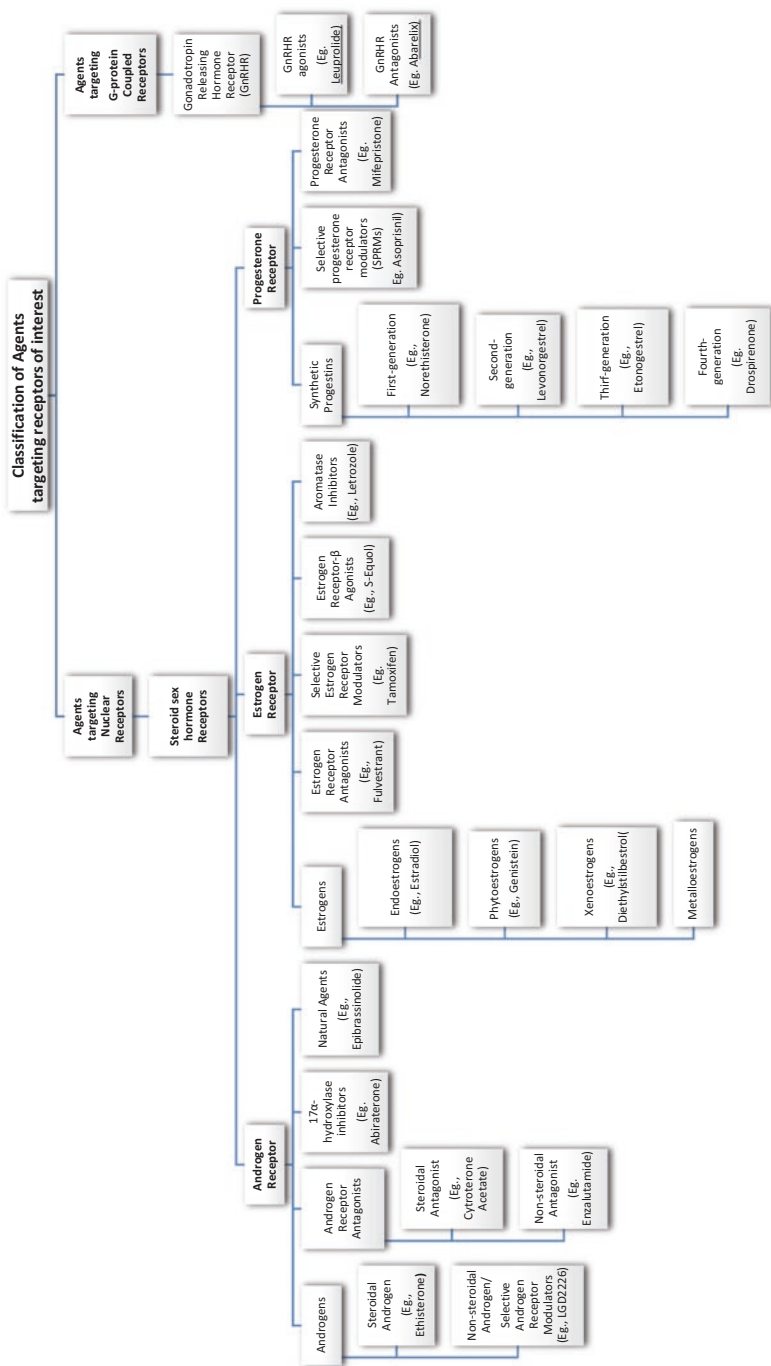 Classification of Agents
targeting receptors of interest
Agents
targeting
Nuclear
Receptors
Steroid sex
hormone
Receptors
Androgen
Receptor
Androgens
Steroidal
Androgen
(Eg.,
Ethisterone)
Non-steroidal
Androgen/
Selective
Androgen Receptor
Modulators
(Eg., LGD2226)
Androgen
Receptor
Antagonists
Steroidal
Antagonist
(Eg.,
Cytroterone
Acetate)
Non-steroidal
Antagonist
(Eg.
Enzalutamide)
17α-
hydroxylase
inhibitors
(Eg.
Abiraterone)
Natural Agents
(Eg.,
Epibrassinolide)
Estrogen
Receptor
Estrogens
Endoestrogens
(Eg., Estradiol)
Phytoestrogens
(Eg., Genistein)
Xenoestrogens
(Eg.,
Diethylstilbestrol(
Metalloestrogens
Estrogen
Receptor
Antagonists
(Eg.,
Fulvestrant)
Selective
Estrogen Receptor
Modulators
(Eg.
Tamoxifen)
Estrogen
Receptor-β
Agonists
(Eg., S-Equol)
Aromatase
Inhibitors
(Eg., Letrozole)
Progesterone
Receptor
Synthetic
Progestins
First-generation
(Eg.,
Norethisterone)
Second-
generation
(Eg.,
Levonorgestrel)
Thirf-generation
(Eg.,
Etonogestrel)
Fourth-
generation
(Eg.
Drospirenone)
Selective
progesterone
receptor
modulators
(SPRMs)
Eg. Asoprisnil
Progesterone
Receptor
Antagonists
(Eg.
Mifepristone)
Agents
targeting
G-protein
Coupled
Receptors
Gonadotropin
Releasing
Hormone
Receptor
(GnRHR)
GnRHR
agonists
(Eg.
Leuprolide)
GnRHR
Antagonists
(Eg. Abarelix)